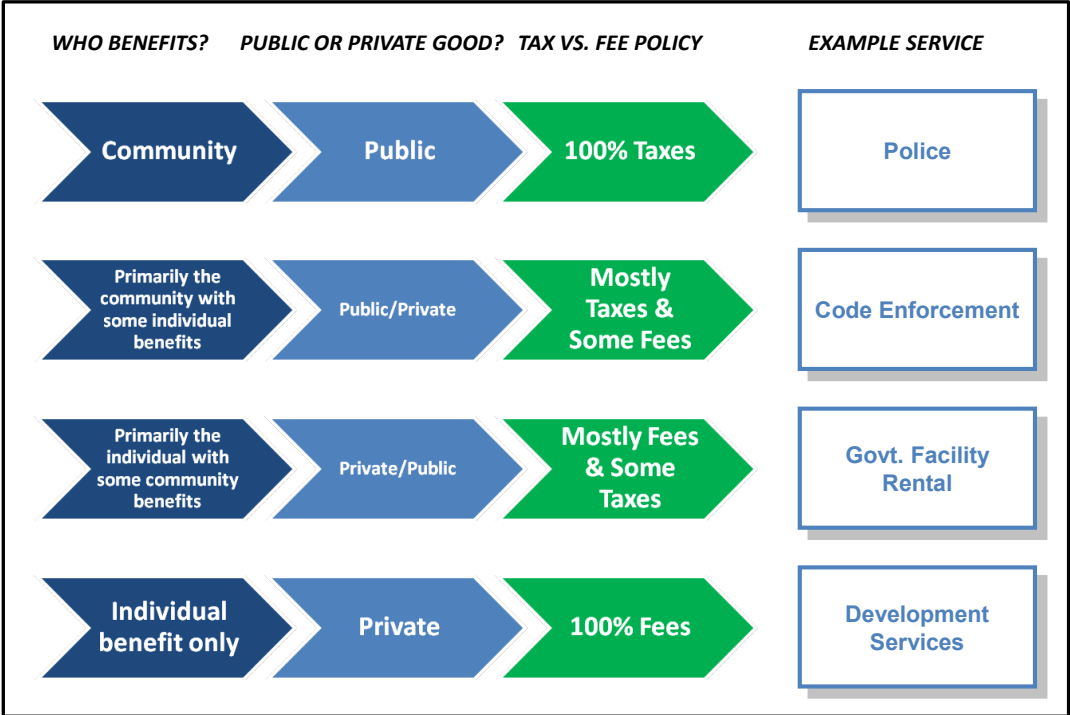 WHO BENEFITS? PUBLIC OR PRIVATE GOOD? TAX VS. FEE POLICY EXAMPLE SERVICE
Community
Public
100% Taxes
Police
Primarily the
community with
some individual
benefits
Public/Private
Mostly
Taxes &
Some Fees
Code Enforcement
Primarily the
individual with
some community
benefits
Private/Public
Mostly Fees
& Some
Taxes
Govt. Facility
Rental
Individual
benefit only
Private
100% Fees
Development
Services